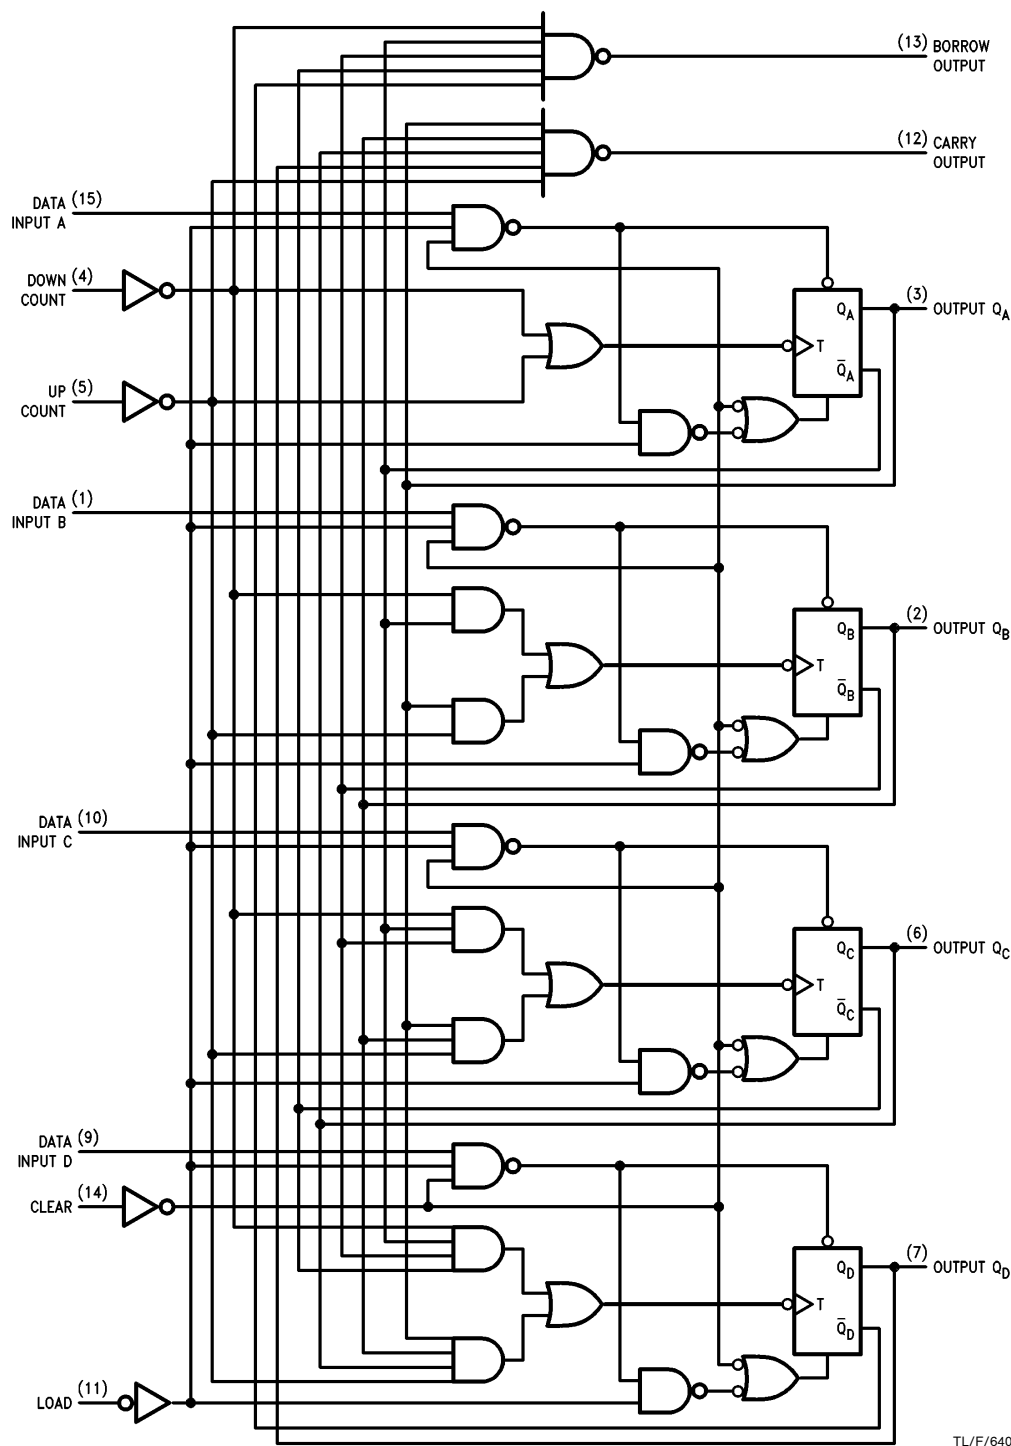 (13) BORROW
OUTPUT
(12) CARRY
OUTPUT
DATA (15)
INPUT A
DOWN (4)
COUNT
Q_A
(3) OUTPUT Q_A
T
Q̅_A
UP (5)
COUNT
DATA (1)
INPUT B
Q_B
(2) OUTPUT Q_B
T
Q̅_B
DATA (10)
INPUT C
Q_C
(6) OUTPUT Q_C
T
Q̅_C
DATA (9)
INPUT D
CLEAR (14)
Q_D
(7) OUTPUT Q_D
T
Q̅_D
LOAD (11)
TL/F/640